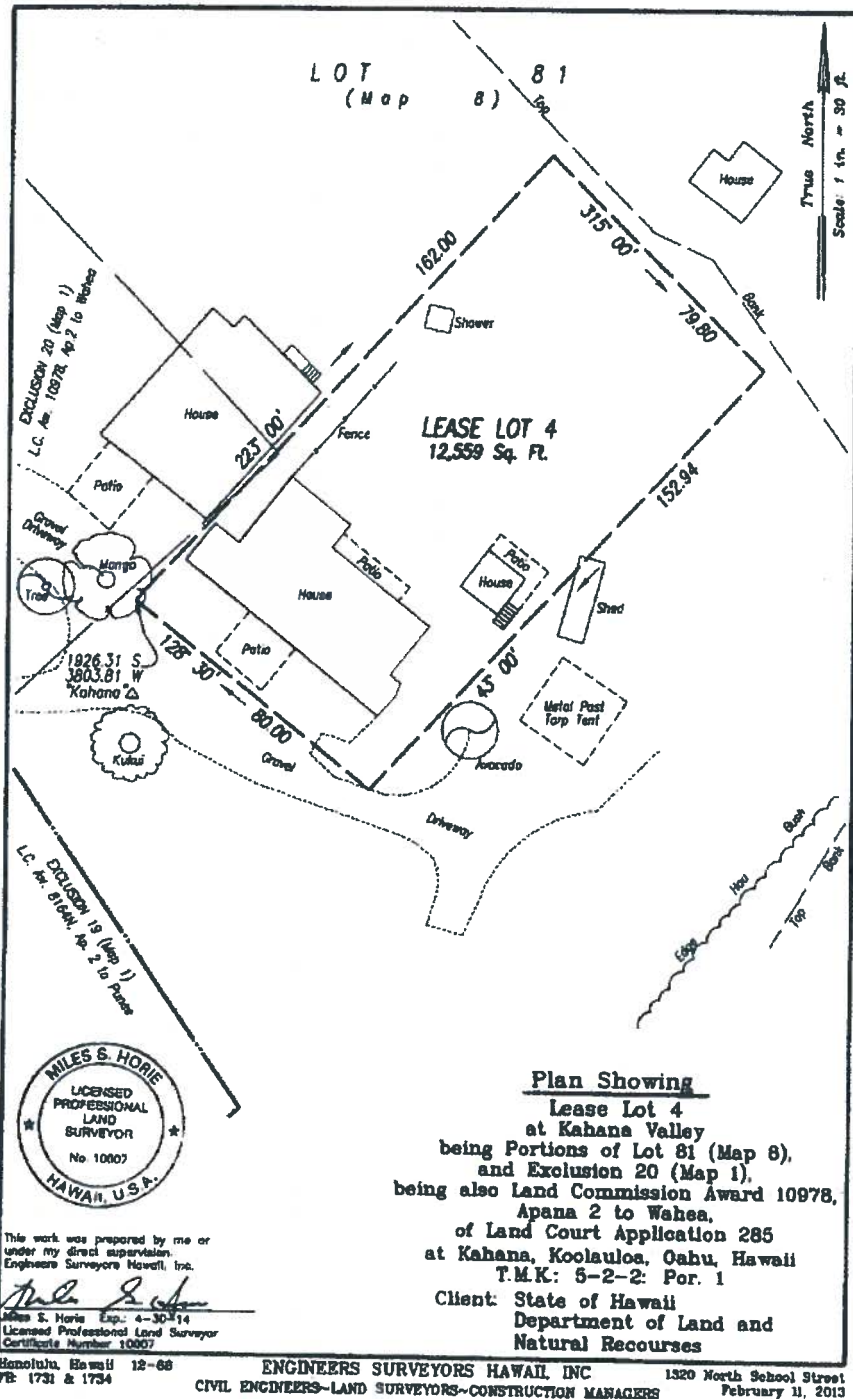 LOT 81
(Map 8)
Top
House
True North
Scale: 1 in. = 30 ft.
315° 00'
162.00
79.80
Bank
EXCLUSION 20 (Map 1)
L.C. Aw. 10978, Ap.2 to Wahea
Shower
House
223° 00'
Fence
LEASE LOT 4
12,559 Sq. Ft.
152.94
Patio
Gravel
Driveway
Mango
Tree
Patio
House
House
Patio
Shed
Patio
1926.31 S
3803.81 W
"Kahana"
128° 30'
80.00
43° 00'
Metal Post
Tarp Tent
Kukui
Gravel
Avocado
Driveway
EXCLUSION 19 (Map 1)
L.C. Aw. 8164N, Ap. 2 to Punae
Edge Hau Bush
Top Bank
MILES S. HORIE
LICENSED
PROFESSIONAL
LAND
SURVEYOR
No. 10007
HAWAII, U.S.A.
Plan Showing
Lease Lot 4
at Kahana Valley
being Portions of Lot 81 (Map 8),
and Exclusion 20 (Map 1),
being also Land Commission Award 10978,
Apana 2 to Wahea,
of Land Court Application 285
at Kahana, Koolauloa, Oahu, Hawaii
T.M.K.: 5-2-2: Por. 1
Client: State of Hawaii
Department of Land and
Natural Recourses
This work was prepared by me or
under my direct supervision.
Engineers Surveyors Hawaii, Inc.
Miles S. Horie Exp.: 4-30-14
Licensed Professional Land Surveyor
Certificate Number 10007
Honolulu, Hawaii 12-68
FB: 1731 & 1734
ENGINEERS SURVEYORS HAWAII, INC
CIVIL ENGINEERS~LAND SURVEYORS~CONSTRUCTION MANAGERS
1320 North School Street
February 11, 2013